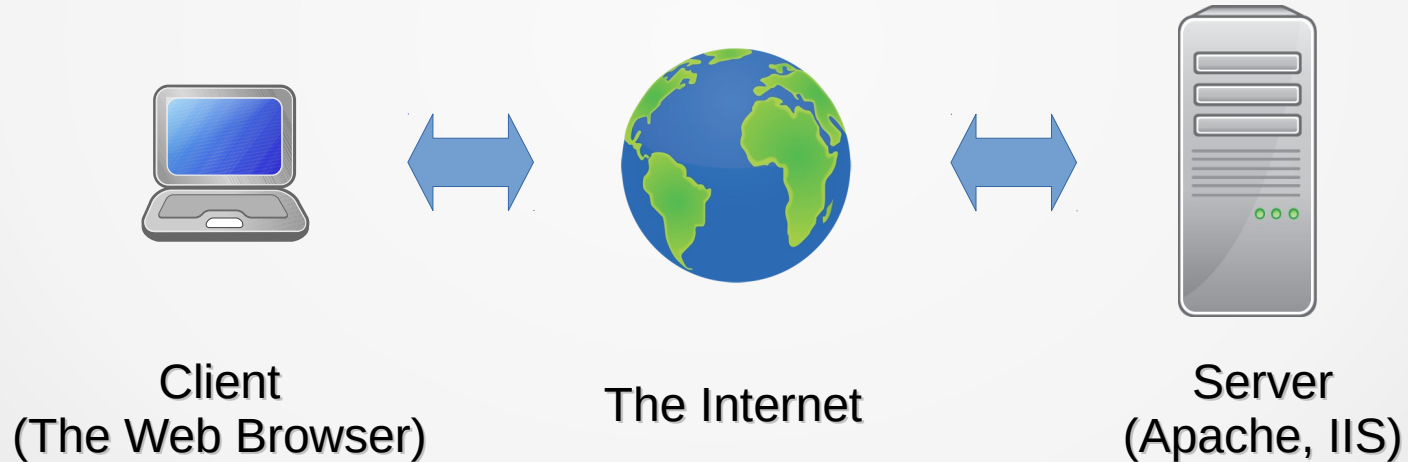 Client
(The Web Browser)
The Internet
Server
(Apache, IIS)